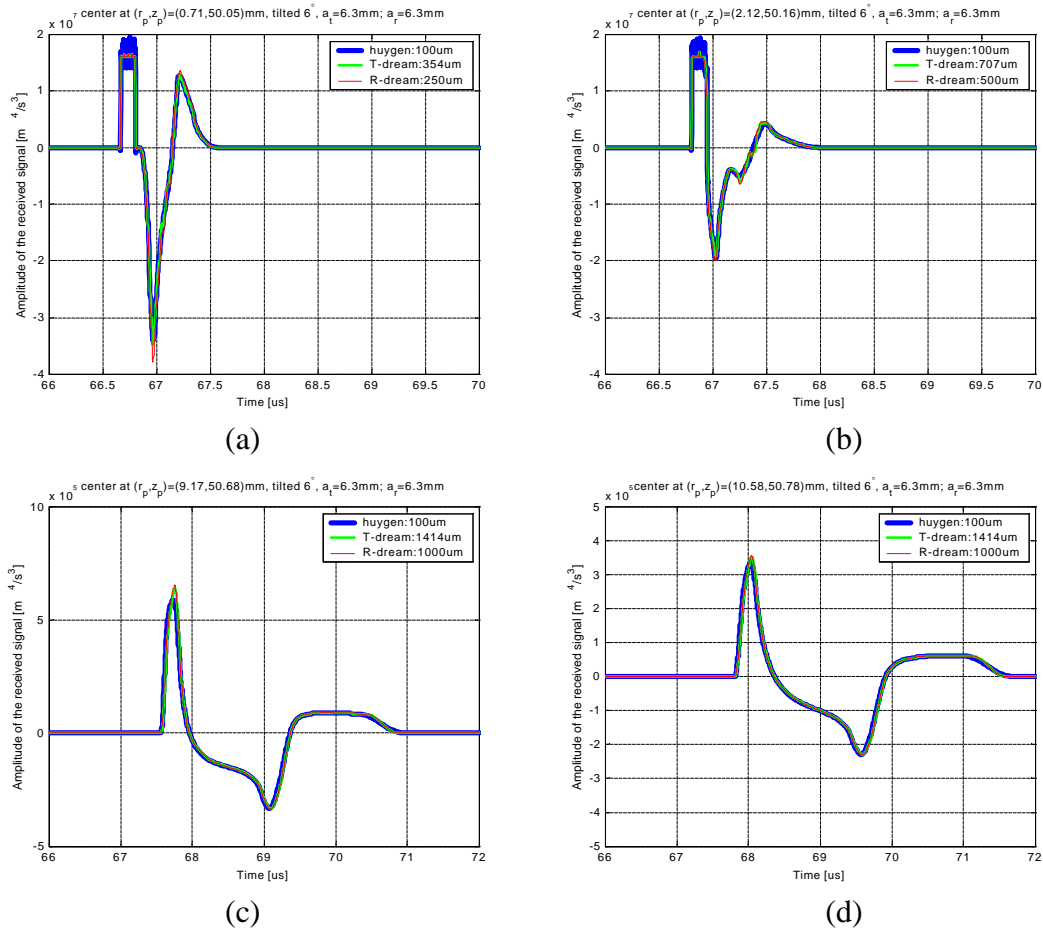 x 10 7 center at (r_p,z_p)=(0.71,50.05)mm, tilted 6°, a_t=6.3mm; a_r=6.3mm
huygen:100um
T-dream:354um
R-dream:250um
2
1
0
-1
-2
-3
-4
Amplitude of the received signal [m 4/s3]
66 66.5 67 67.5 68 68.5 69 69.5 70
Time [us]
(a)
x 10 7 center at (r_p,z_p)=(2.12,50.16)mm, tilted 6°, a_t=6.3mm; a_r=6.3mm
huygen:100um
T-dream:707um
R-dream:500um
2
1
0
-1
-2
-3
-4
Amplitude of the received signal [m 4/s3]
66 66.5 67 67.5 68 68.5 69 69.5 70
Time [us]
(b)
x 10 5 center at (r_p,z_p)=(9.17,50.68)mm, tilted 6°, a_t=6.3mm; a_r=6.3mm
huygen:100um
T-dream:1414um
R-dream:1000um
10
5
0
-5
Amplitude of the received signal [m 4/s3]
66 67 68 69 70 71 72
Time [us]
(c)
x 10 5 center at (r_p,z_p)=(10.58,50.78)mm, tilted 6°, a_t=6.3mm; a_r=6.3mm
huygen:100um
T-dream:1414um
R-dream:1000um
5
4
3
2
1
0
-1
-2
-3
-4
-5
Amplitude of the received signal [m 4/s3]
66 67 68 69 70 71 72
Time [us]
(d)